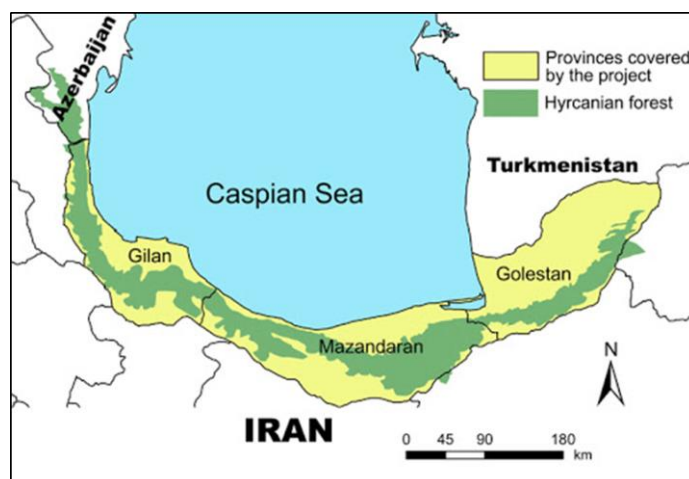 Azerbaijan
Provinces covered
by the project
Hyrcanian forest
Turkmenistan
Caspian Sea
Gilan
Golestan
Mazandaran
N
IRAN
0 45 90 180
km